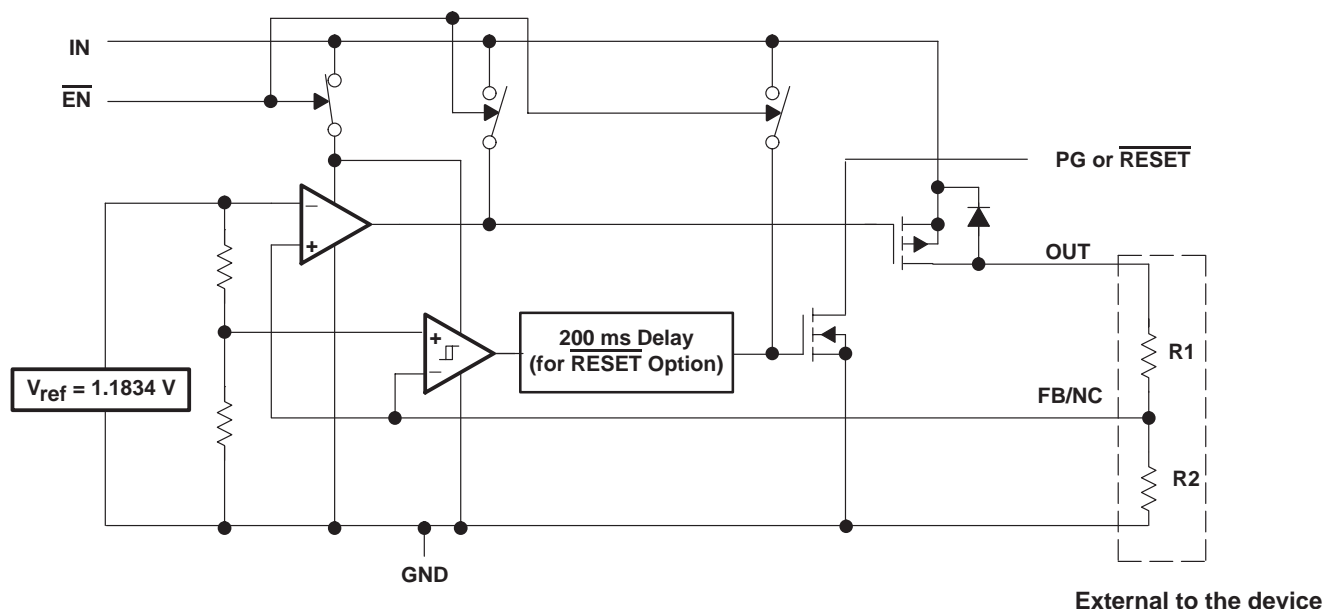 IN
EN
PG or RESET
OUT
200 ms Delay
(for RESET Option)
R1
V_ref = 1.1834 V
FB/NC
R2
GND
External to the device
−
+
+
−